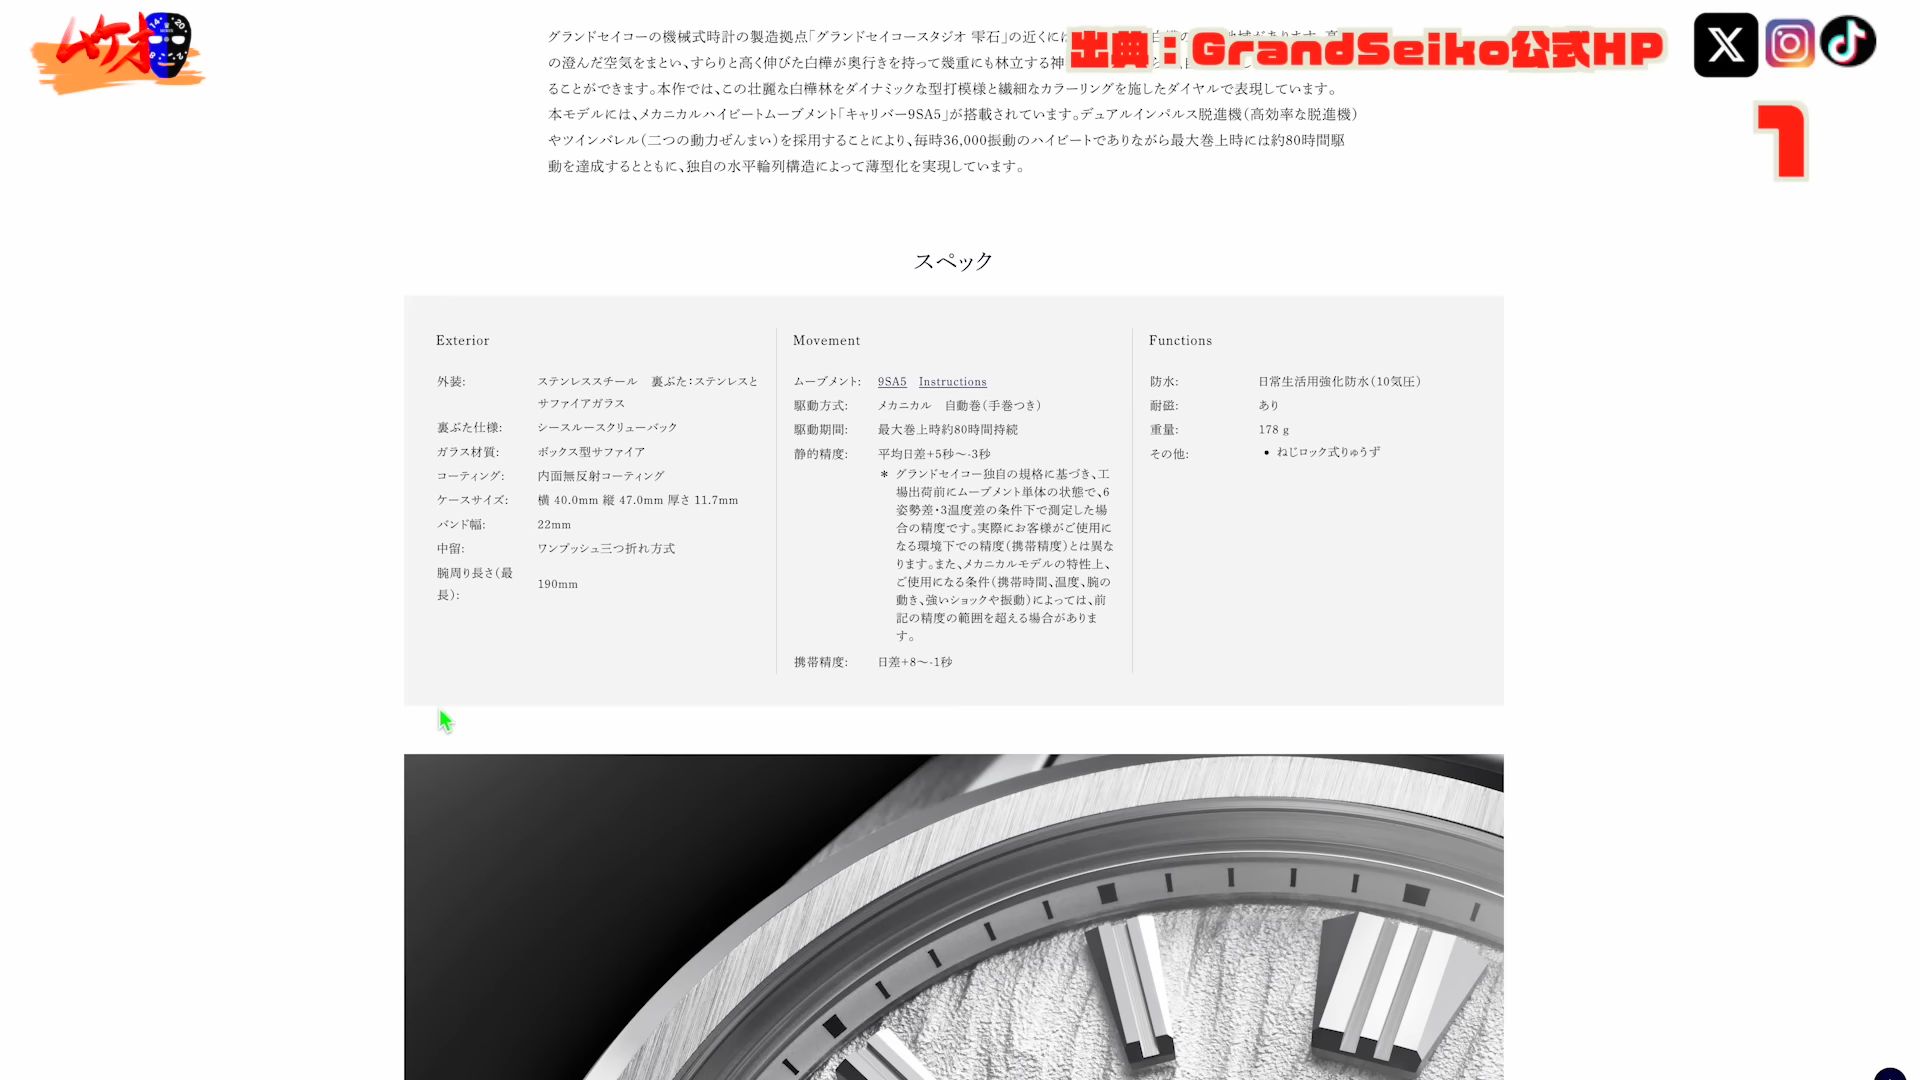 グランドセイコーの機械式時計の製造拠点「グランドセイコースタジオ 雫石」の近くに
出典：GrandSeiko公式HP
の澄んだ空気をまとい、すらりと高く伸びた白樺が奥行きを持って幾重にも林立する神
ることができます。本作では、この壮麗な白樺林をダイナミックな型打模様と繊細なカラーリングを施したダイヤルで表現しています。
本モデルには、メカニカルハイビートムーブメント「キャリバー9SA5」が搭載されています。デュアルインパルス脱進機（高効率な脱進機）
やツインバレル（二つの動力ぜんまい）を採用することにより、毎時36,000振動のハイビートでありながら最大巻上時には約80時間駆
動を達成するとともに、独自の水平輪列構造によって薄型化を実現しています。
1
スペック
Exterior
外装: ステンレススチール　裏ぶた：ステンレスと
サファイアガラス
裏ぶた仕様: シースルースクリューバック
ガラス材質: ボックス型サファイア
コーティング: 内面無反射コーティング
ケースサイズ: 横 40.0mm 縦 47.0mm 厚さ 11.7mm
バンド幅: 22mm
中留: ワンプッシュ三つ折れ方式
腕周り長さ（最
長）: 190mm
Movement
ムーブメント: 9SA5 Instructions
駆動方式: メカニカル　自動巻（手巻つき）
駆動期間: 最大巻上時約80時間持続
静的精度: 平均日差+5秒～-3秒
＊ グランドセイコー独自の規格に基づき、工
場出荷前にムーブメント単体の状態で、6
姿勢差・3温度差の条件下で測定した場
合の精度です。実際にお客様がご使用に
なる環境下での精度（携帯精度）とは異な
ります。また、メカニカルモデルの特性上、
ご使用になる条件（携帯時間、温度、腕の
動き、強いショックや振動）によっては、前
記の精度の範囲を超える場合がありま
す。
携帯精度: 日差+8～-1秒
Functions
防水: 日常生活用強化防水（10気圧）
耐磁: あり
重量: 178 g
その他: • ねじロック式りゅうず